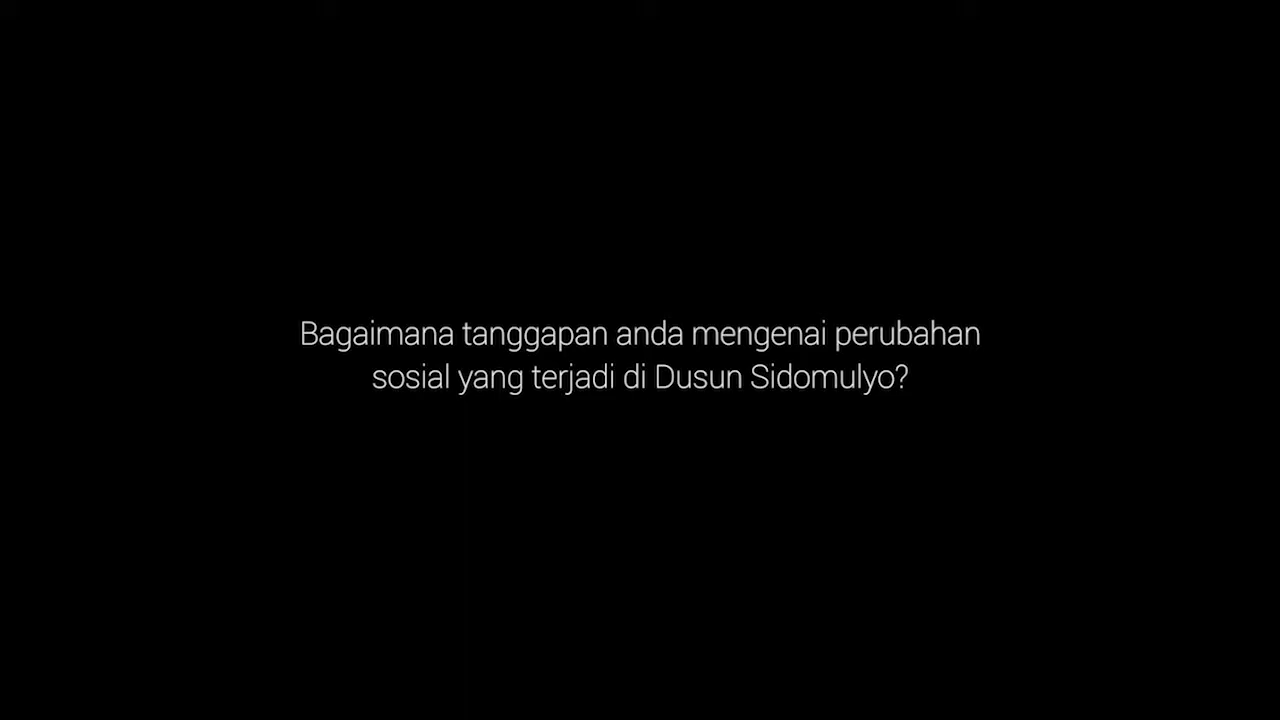 Bagaimana tanggapan anda mengenai perubahan
sosial yang terjadi di Dusun Sidomulyo?